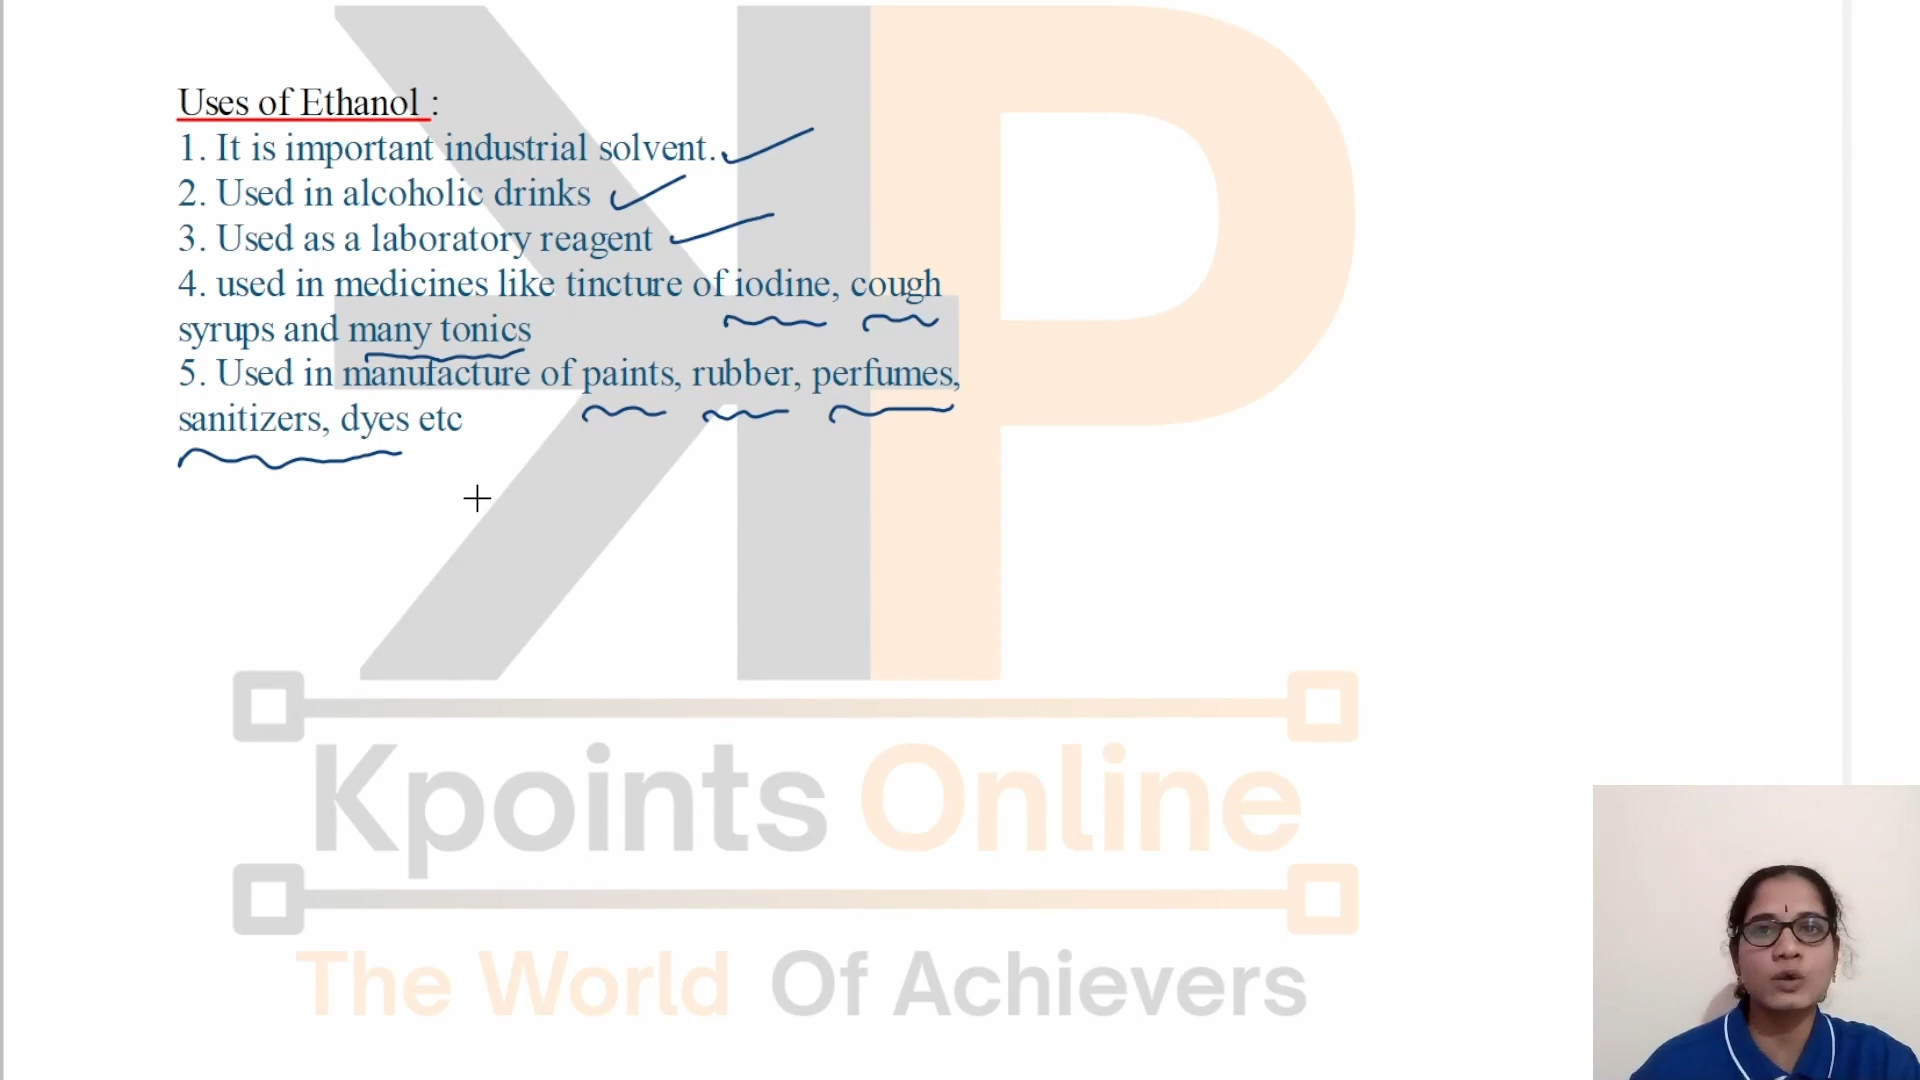 Uses of Ethanol :
1. It is important industrial solvent.
2. Used in alcoholic drinks
3. Used as a laboratory reagent
4. used in medicines like tincture of iodine, cough
syrups and many tonics
5. Used in manufacture of paints, rubber, perfumes,
sanitizers, dyes etc
KP
Kpoints Online
The World Of Achievers